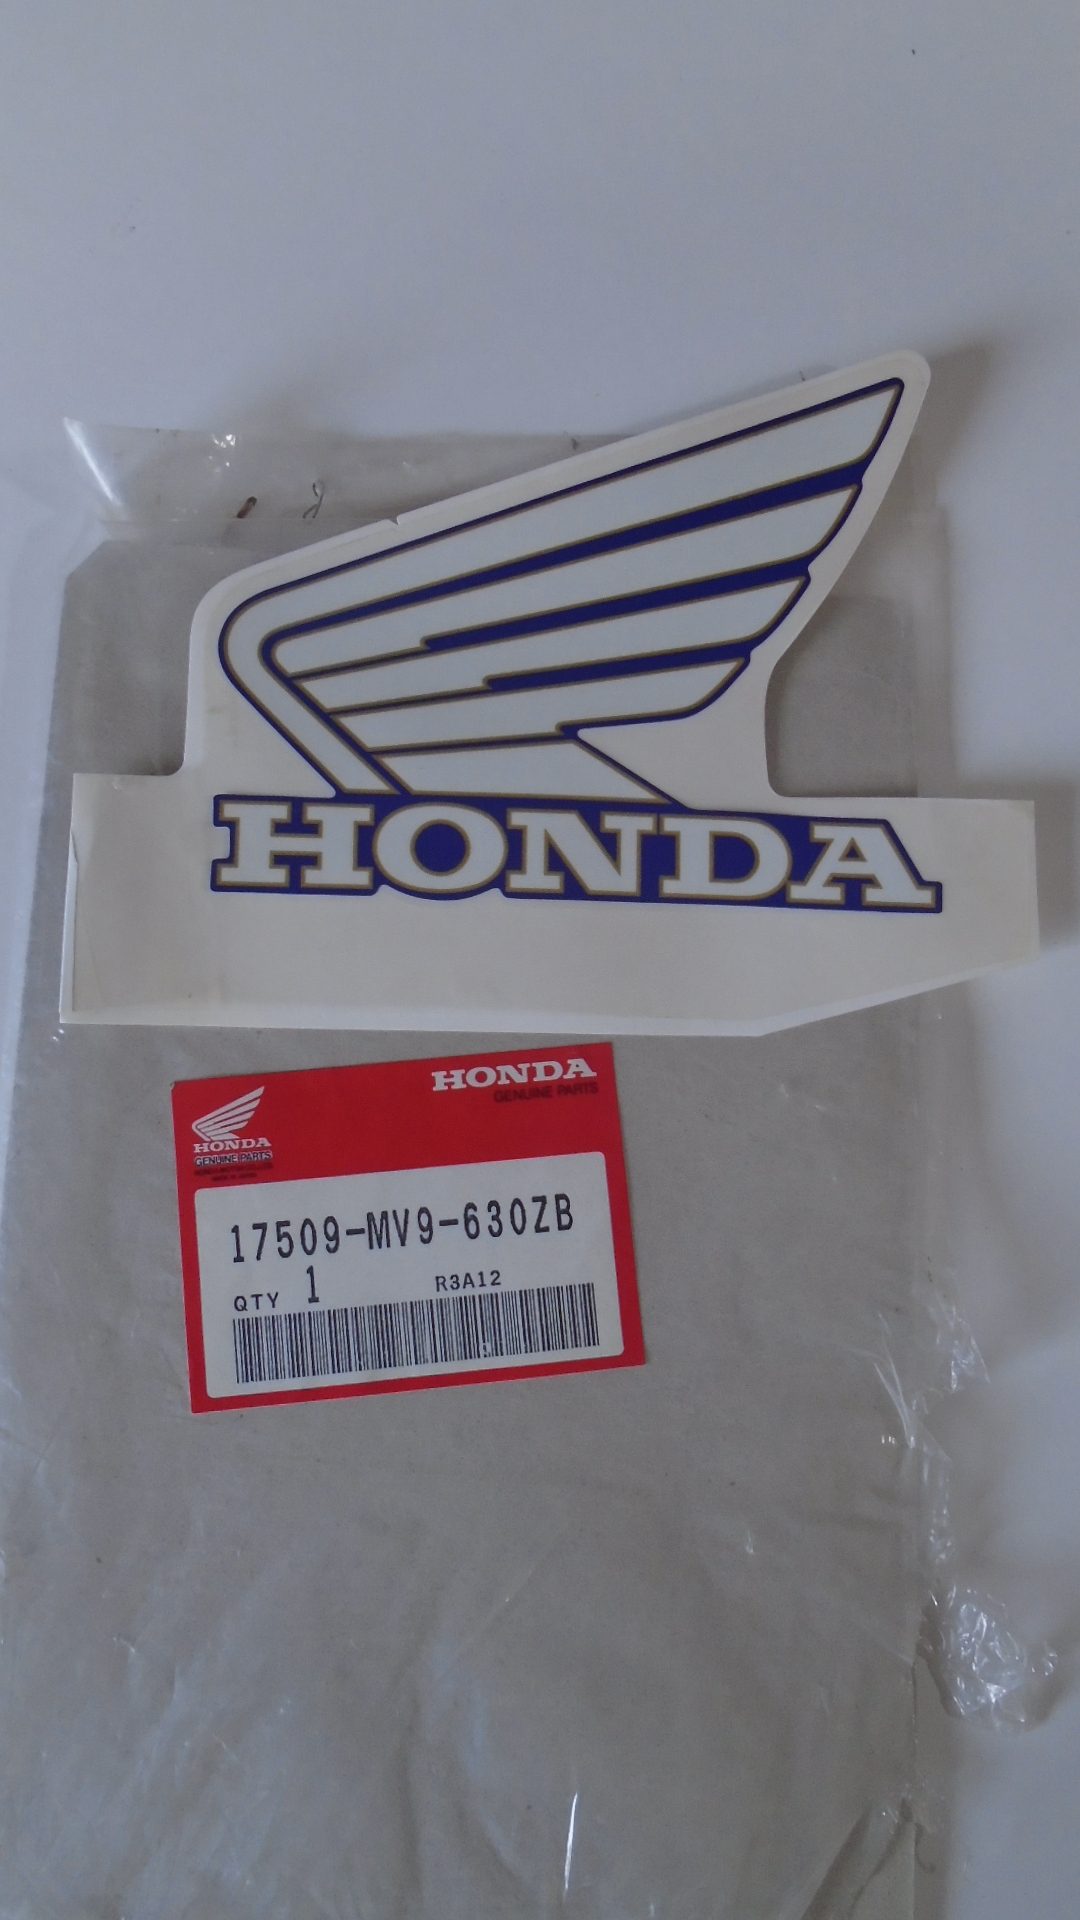 HONDA
HONDA
GENUINE PARTS
HONDA
GENUINE PARTS
17509-MV9-630ZB
QTY 1 R3A12